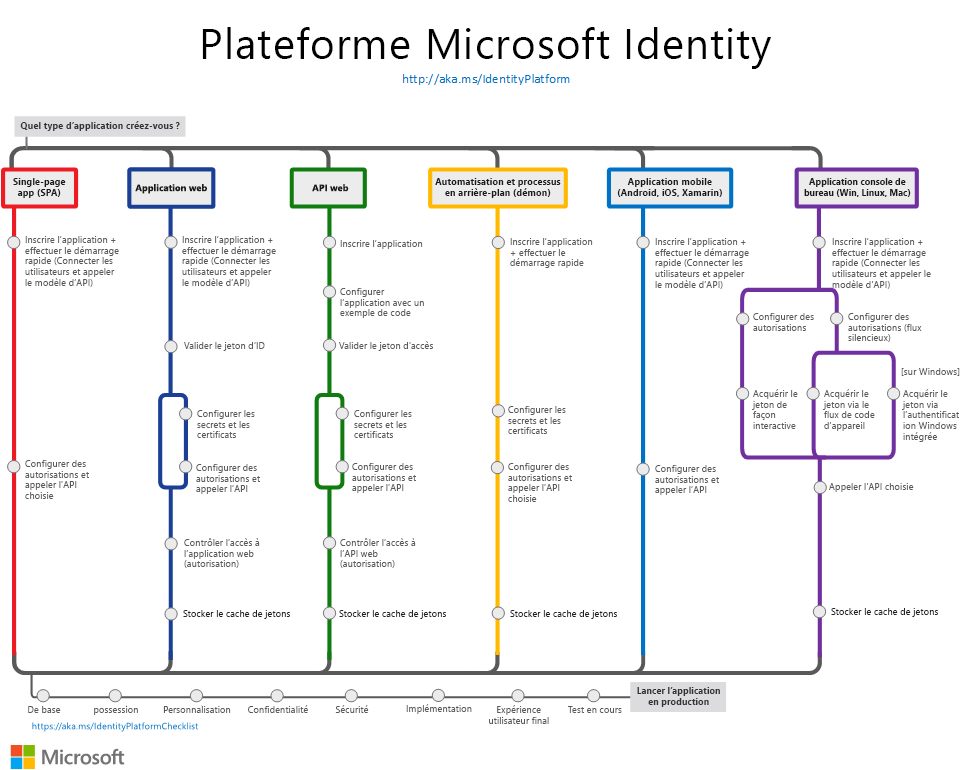 Plateforme Microsoft Identity
http://aka.ms/IdentityPlatform
Quel type d'application créez-vous ?
Single-page
app (SPA)
Application web
API web
Automatisation et processus
en arrière-plan (démon)
Application mobile
(Android, iOS, Xamarin)
Application console de
bureau (Win, Linux, Mac)
Inscrire l'application +
effectuer le démarrage
rapide (Connecter les
utilisateurs et appeler
le modèle d'API)
Configurer des
autorisations et
appeler l'API
choisie
Inscrire l'application +
effectuer le démarrage
rapide (Connecter les
utilisateurs et appeler
le modèle d'API)
Valider le jeton d'ID
Configurer les
secrets et les
certificats
Configurer des
autorisations et
appeler l'API
Contrôler l'accès à
l'application web
(autorisation)
Stocker le cache de jetons
Inscrire l'application
Configurer
l'application avec un
exemple de code
Valider le jeton d'accès
Configurer les
secrets et les
certificats
Configurer des
autorisations et
appeler l'API
Contrôler l'accès à
l'API web
(autorisation)
Stocker le cache de jetons
Inscrire l'application
+ effectuer le
démarrage rapide
Configurer les
secrets et les
certificats
Configurer des
autorisations et
appeler l'API
choisie
Stocker le cache de jetons
Inscrire l'application +
effectuer le démarrage
rapide (Connecter les
utilisateurs et appeler
le modèle d'API)
Configurer des
autorisations et
appeler l'API
Inscrire l'application +
effectuer le démarrage
rapide (Connecter les
utilisateurs et appeler le
modèle d'API)
Configurer des
autorisations
Configurer des
autorisations (flux
silencieux)
[sur Windows]
Acquérir le
jeton de
façon
interactive
Acquérir le
jeton via le
flux de code
d'appareil
Acquérir le
jeton via
l'authentificat
ion Windows
intégrée
Appeler l'API choisie
Stocker le cache de jetons
De base
possession
Personnalisation
Confidentialité
Sécurité
Implémentation
Expérience
utilisateur final
Test en cours
Lancer l'application
en production
https://aka.ms/IdentityPlatformChecklist
Microsoft